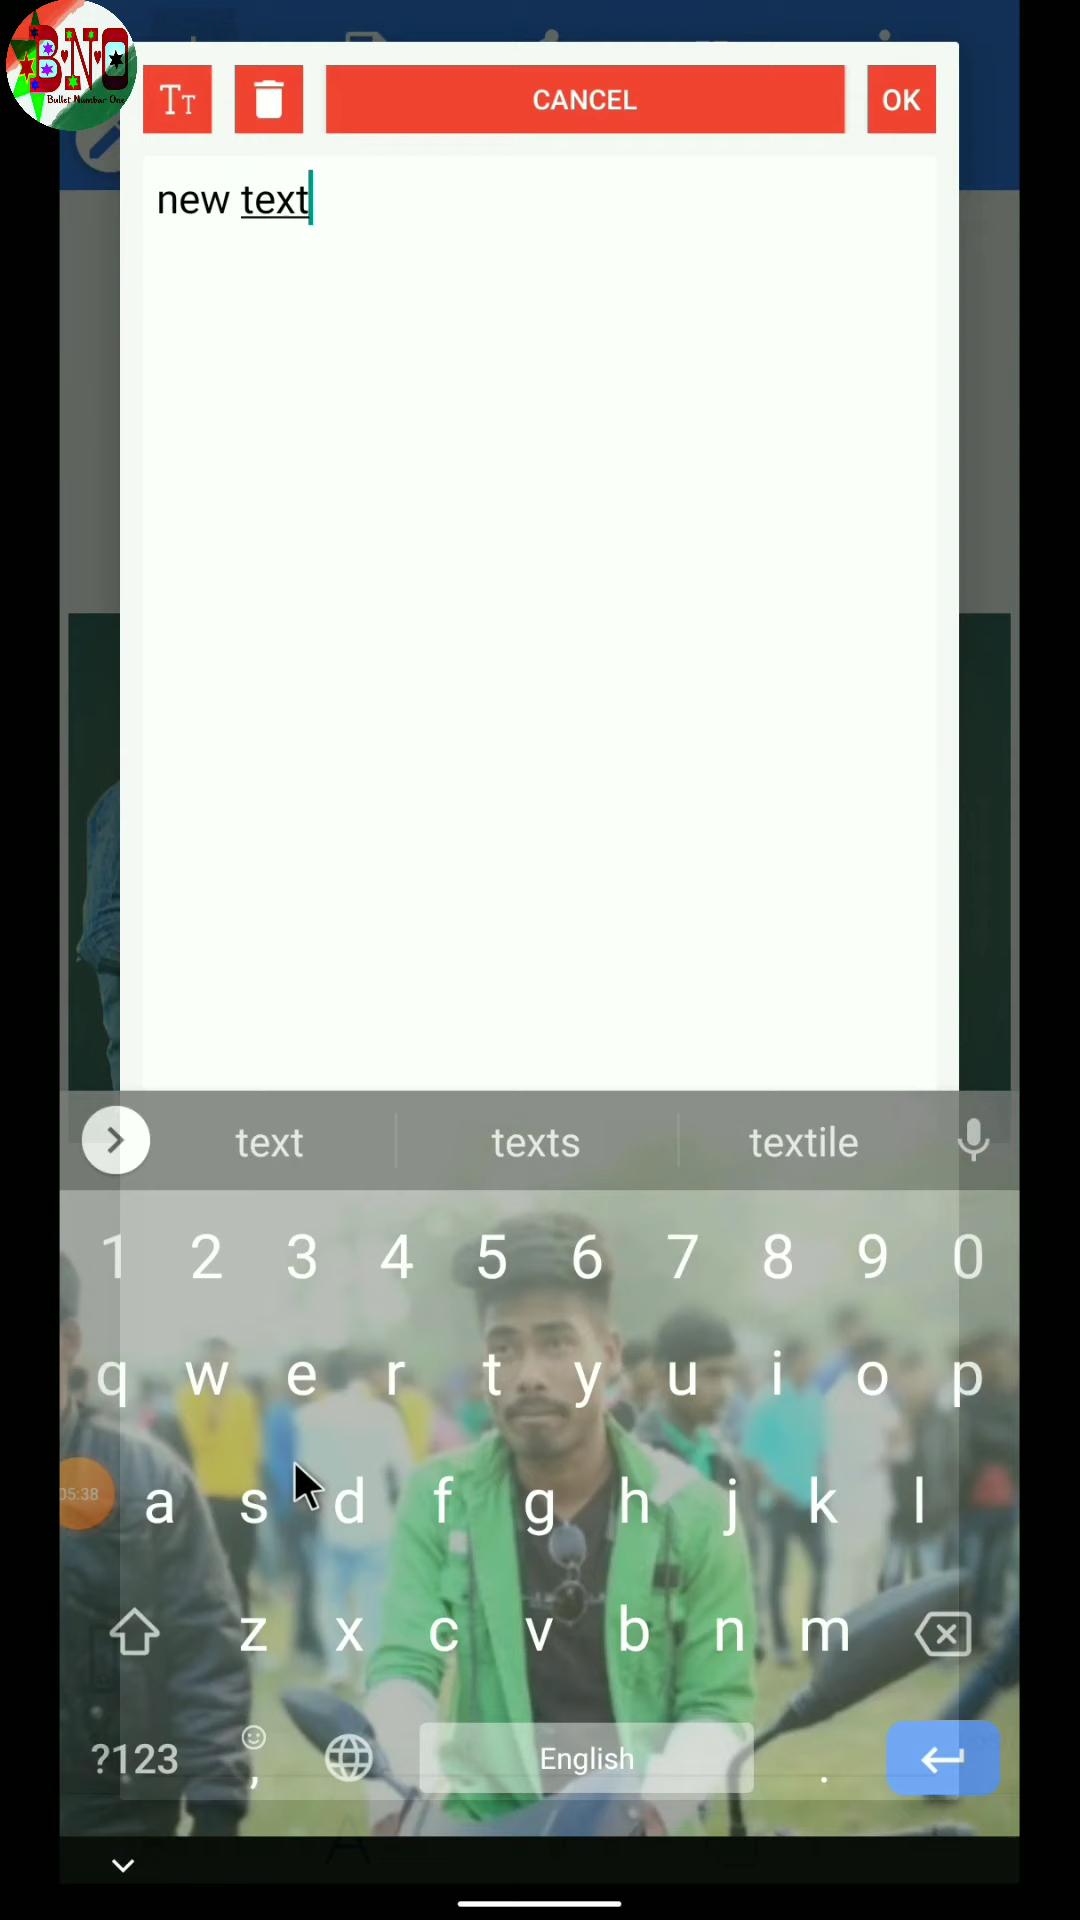 B•N•O
Bullet Number One
TT
CANCEL
OK
new text
text
texts
textile
1 2 3 4 5 6 7 8 9 0
q w e r t y u i o p
a s d f g h j k l
05:38
z x c v b n m
?123
,
English
.